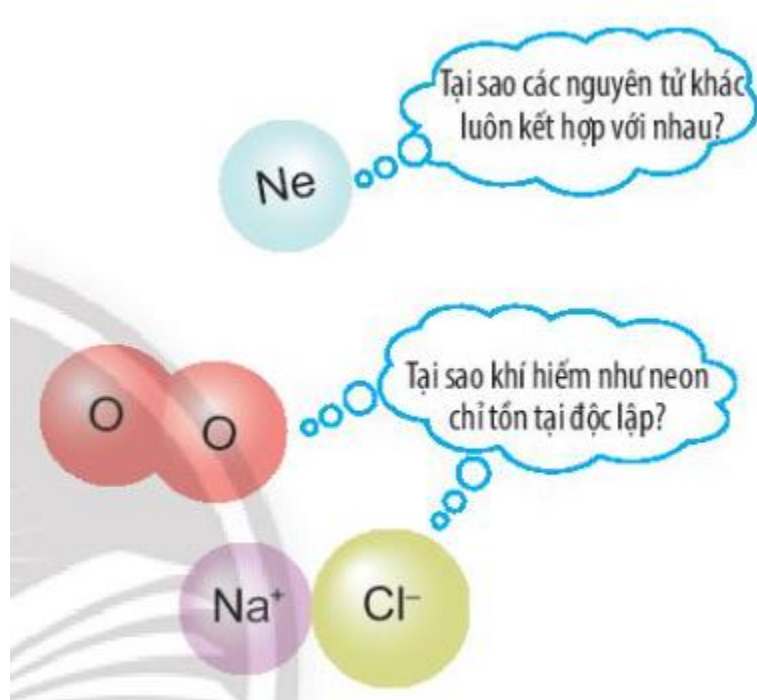 Tại sao các nguyên tử khác
luôn kết hợp với nhau?
Ne
Tại sao khí hiếm như neon
chỉ tồn tại độc lập?
O
O
Na⁺
Cl⁻